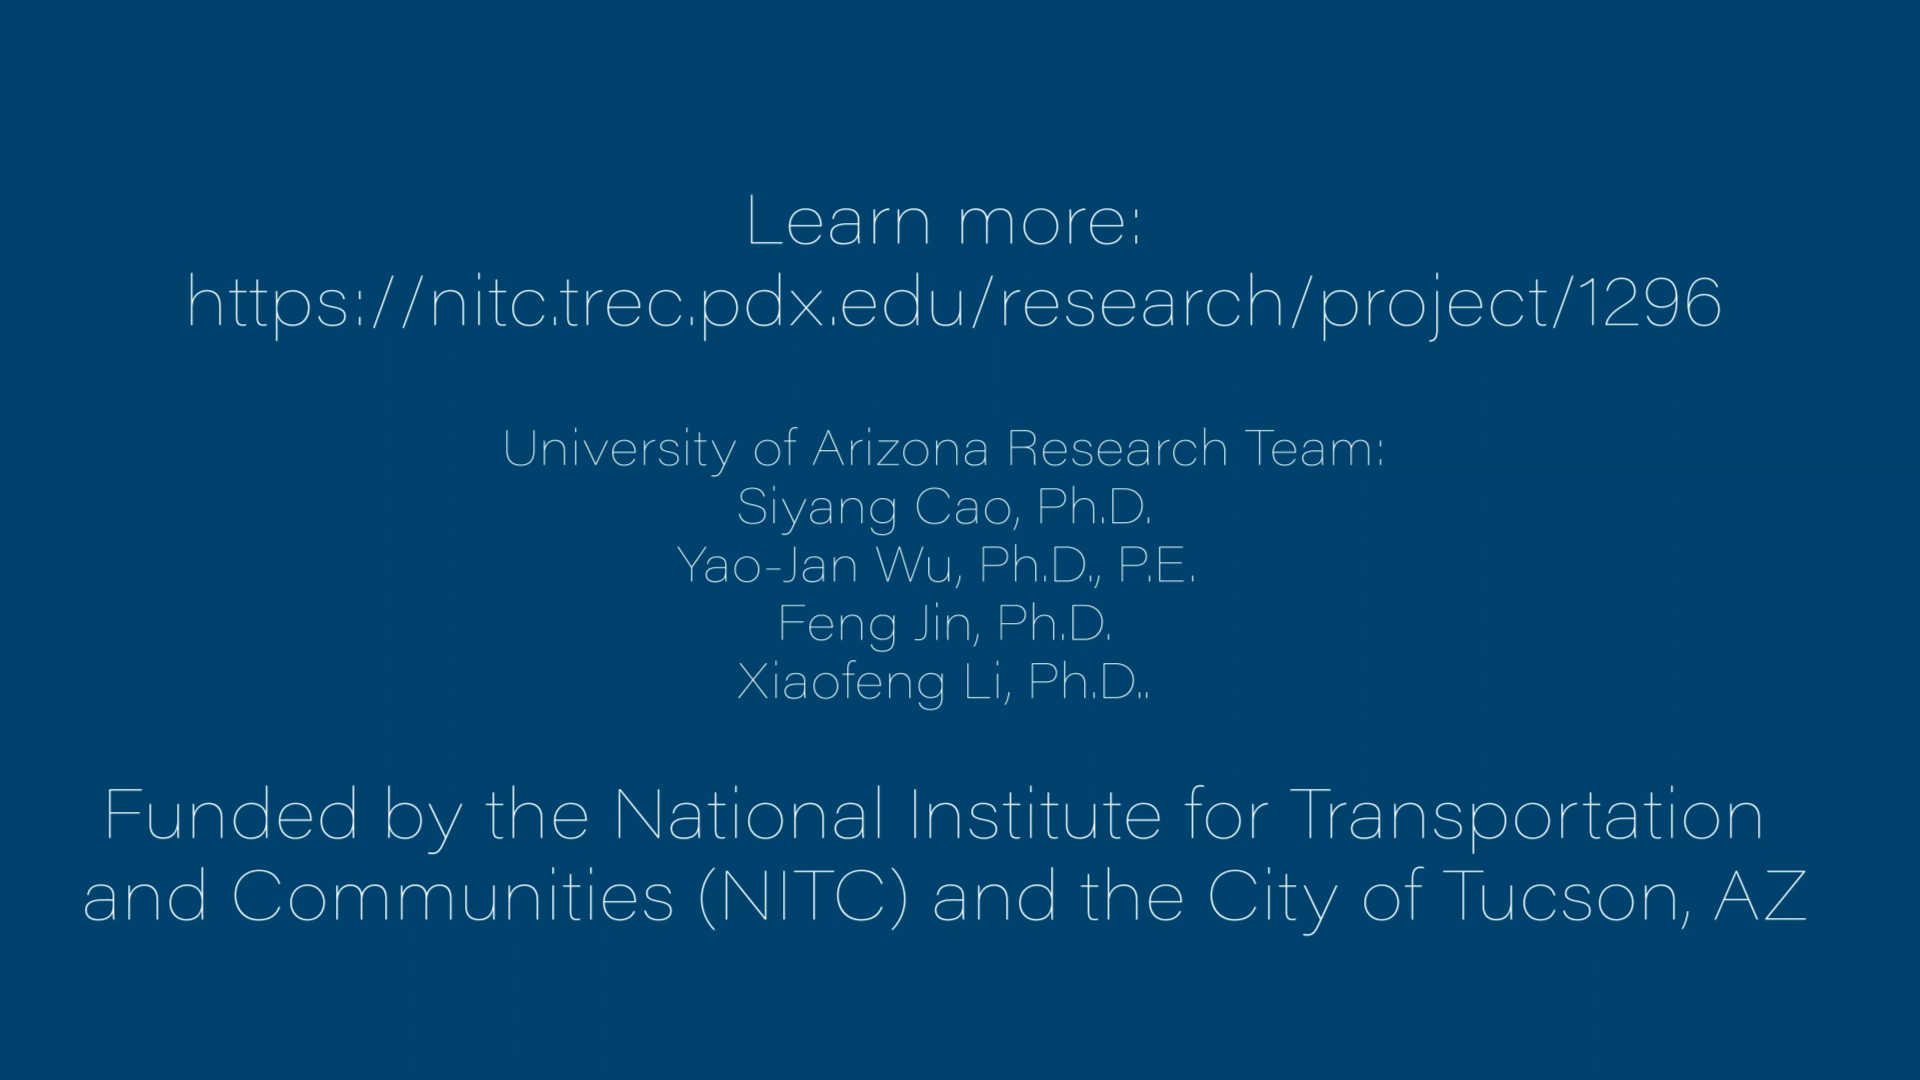 Learn more:
https://nitc.trec.pdx.edu/research/project/1296
University of Arizona Research Team:
Siyang Cao, Ph.D.
Yao-Jan Wu, Ph.D., P.E.
Feng Jin, Ph.D.
Xiaofeng Li, Ph.D..
Funded by the National Institute for Transportation
and Communities (NITC) and the City of Tucson, AZ